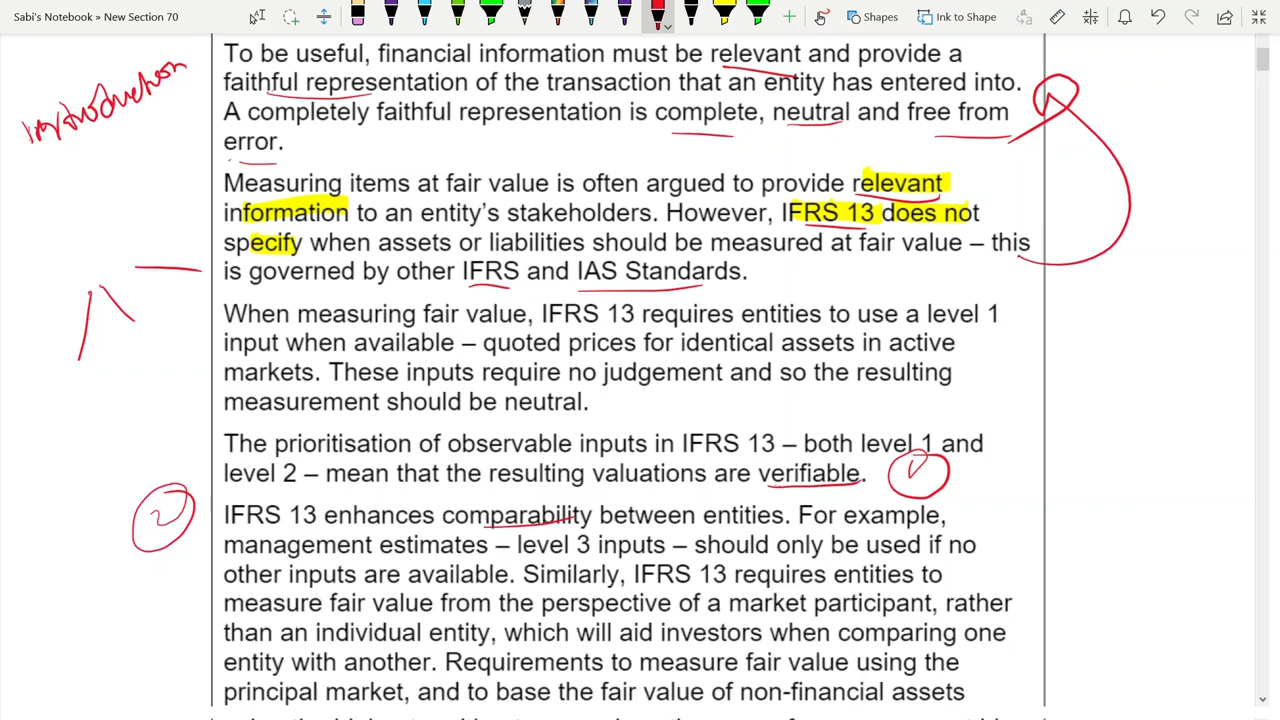 Sabi's Notebook » New Section 70
Shapes
Ink to Shape
Introduction
To be useful, financial information must be relevant and provide a
faithful representation of the transaction that an entity has entered into.
A completely faithful representation is complete, neutral and free from
error.
Measuring items at fair value is often argued to provide relevant
information to an entity's stakeholders. However, IFRS 13 does not
specify when assets or liabilities should be measured at fair value – this
is governed by other IFRS and IAS Standards.
When measuring fair value, IFRS 13 requires entities to use a level 1
input when available – quoted prices for identical assets in active
markets. These inputs require no judgement and so the resulting
measurement should be neutral.
The prioritisation of observable inputs in IFRS 13 – both level 1 and
level 2 – mean that the resulting valuations are verifiable.
2
IFRS 13 enhances comparability between entities. For example,
management estimates – level 3 inputs – should only be used if no
other inputs are available. Similarly, IFRS 13 requires entities to
measure fair value from the perspective of a market participant, rather
than an individual entity, which will aid investors when comparing one
entity with another. Requirements to measure fair value using the
principal market, and to base the fair value of non-financial assets